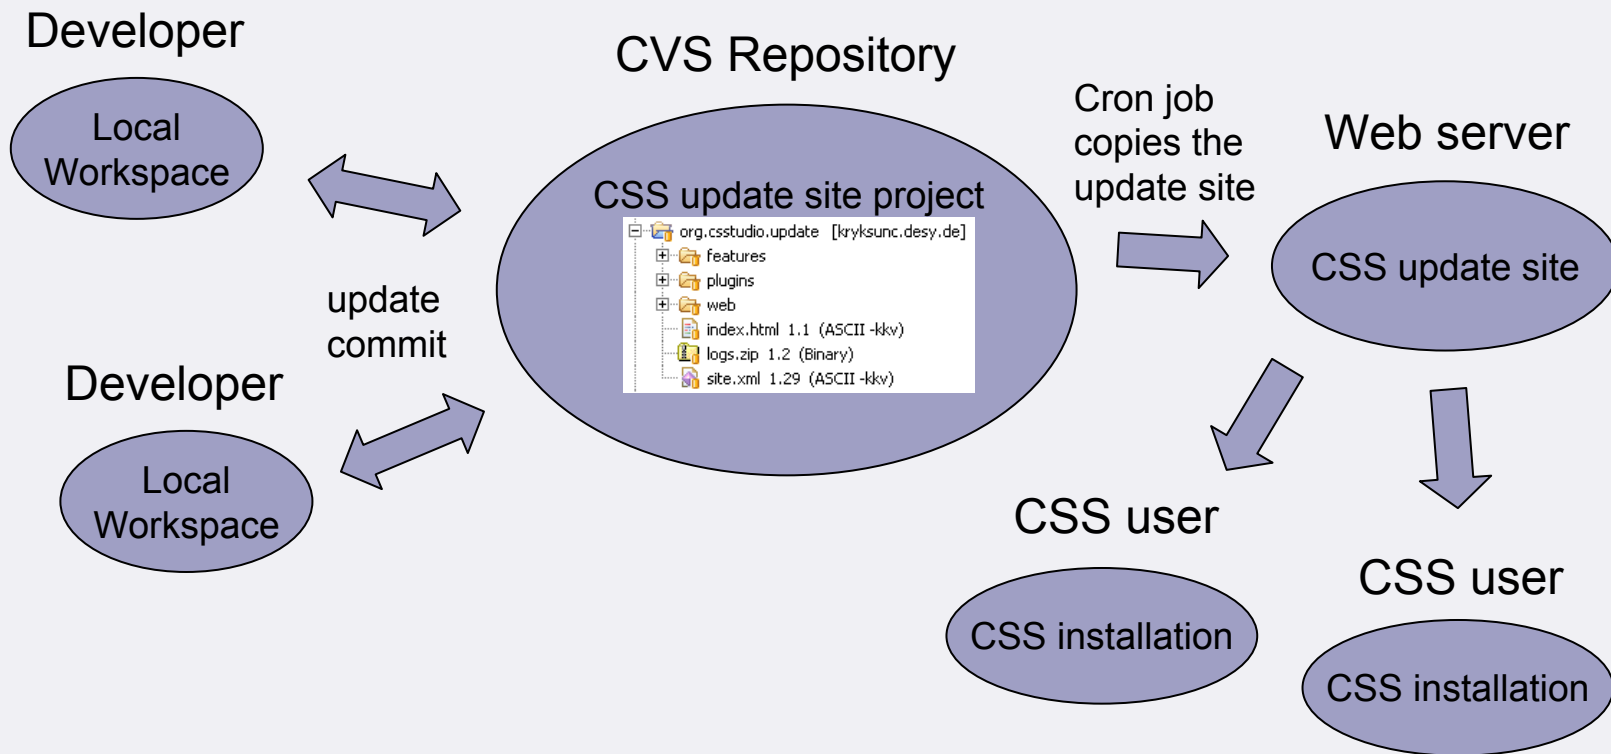 Developer
Local
Workspace
update
commit
Developer
Local
Workspace
CVS Repository
CSS update site project
org.csstudio.update [kryksunc.desy.de]
features
plugins
web
index.html 1.1 (ASCII -kkv)
logs.zip 1.2 (Binary)
site.xml 1.29 (ASCII -kkv)
Cron job
copies the
update site
Web server
CSS update site
CSS user
CSS installation
CSS user
CSS installation